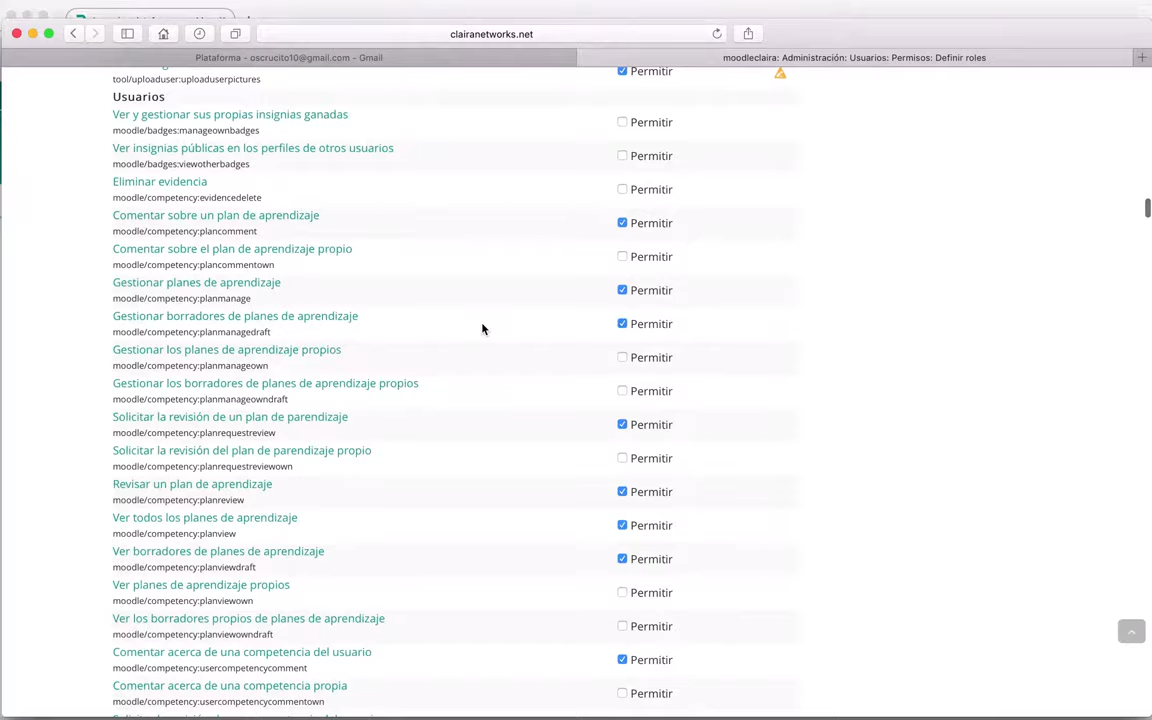 clairanetworks.net
Plataforma - oscrucito10@gmail.com - Gmail
moodleclaira: Administración: Usuarios: Permisos: Definir roles
tool/uploaduser:uploaduserpictures
Permitir
Usuarios
Ver y gestionar sus propias insignias ganadas
Permitir
moodle/badges:manageownbadges
Ver insignias públicas en los perfiles de otros usuarios
Permitir
moodle/badges:viewotherbadges
Eliminar evidencia
Permitir
moodle/competency:evidencedelete
Comentar sobre un plan de aprendizaje
Permitir
moodle/competency:plancomment
Comentar sobre el plan de aprendizaje propio
Permitir
moodle/competency:plancommentown
Gestionar planes de aprendizaje
Permitir
moodle/competency:planmanage
Gestionar borradores de planes de aprendizaje
Permitir
moodle/competency:planmanagedraft
Gestionar los planes de aprendizaje propios
Permitir
moodle/competency:planmanageown
Gestionar los borradores de planes de aprendizaje propios
Permitir
moodle/competency:planmanageowndraft
Solicitar la revisión de un plan de parendizaje
Permitir
moodle/competency:planrequestreview
Solicitar la revisión del plan de parendizaje propio
Permitir
moodle/competency:planrequestreviewown
Revisar un plan de aprendizaje
Permitir
moodle/competency:planreview
Ver todos los planes de aprendizaje
Permitir
moodle/competency:planview
Ver borradores de planes de aprendizaje
Permitir
moodle/competency:planviewdraft
Ver planes de aprendizaje propios
Permitir
moodle/competency:planviewown
Ver los borradores propios de planes de aprendizaje
Permitir
moodle/competency:planviewowndraft
Comentar acerca de una competencia del usuario
Permitir
moodle/competency:usercompetencycomment
Comentar acerca de una competencia propia
Permitir
moodle/competency:usercompetencycommentown